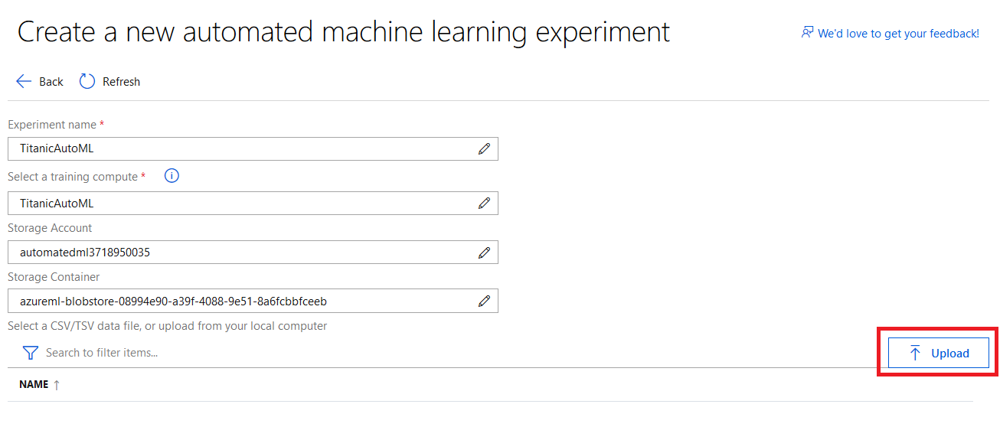 Create a new automated machine learning experiment
We'd love to get your feedback!
Back Refresh
Experiment name *
TitanicAutoML
Select a training compute *
TitanicAutoML
Storage Account
automatedml3718950035
Storage Container
azureml-blobstore-08994e90-a39f-4088-9e51-8a6fcbbfceeb
Select a CSV/TSV data file, or upload from your local computer
Search to filter items...
Upload
NAME ↑